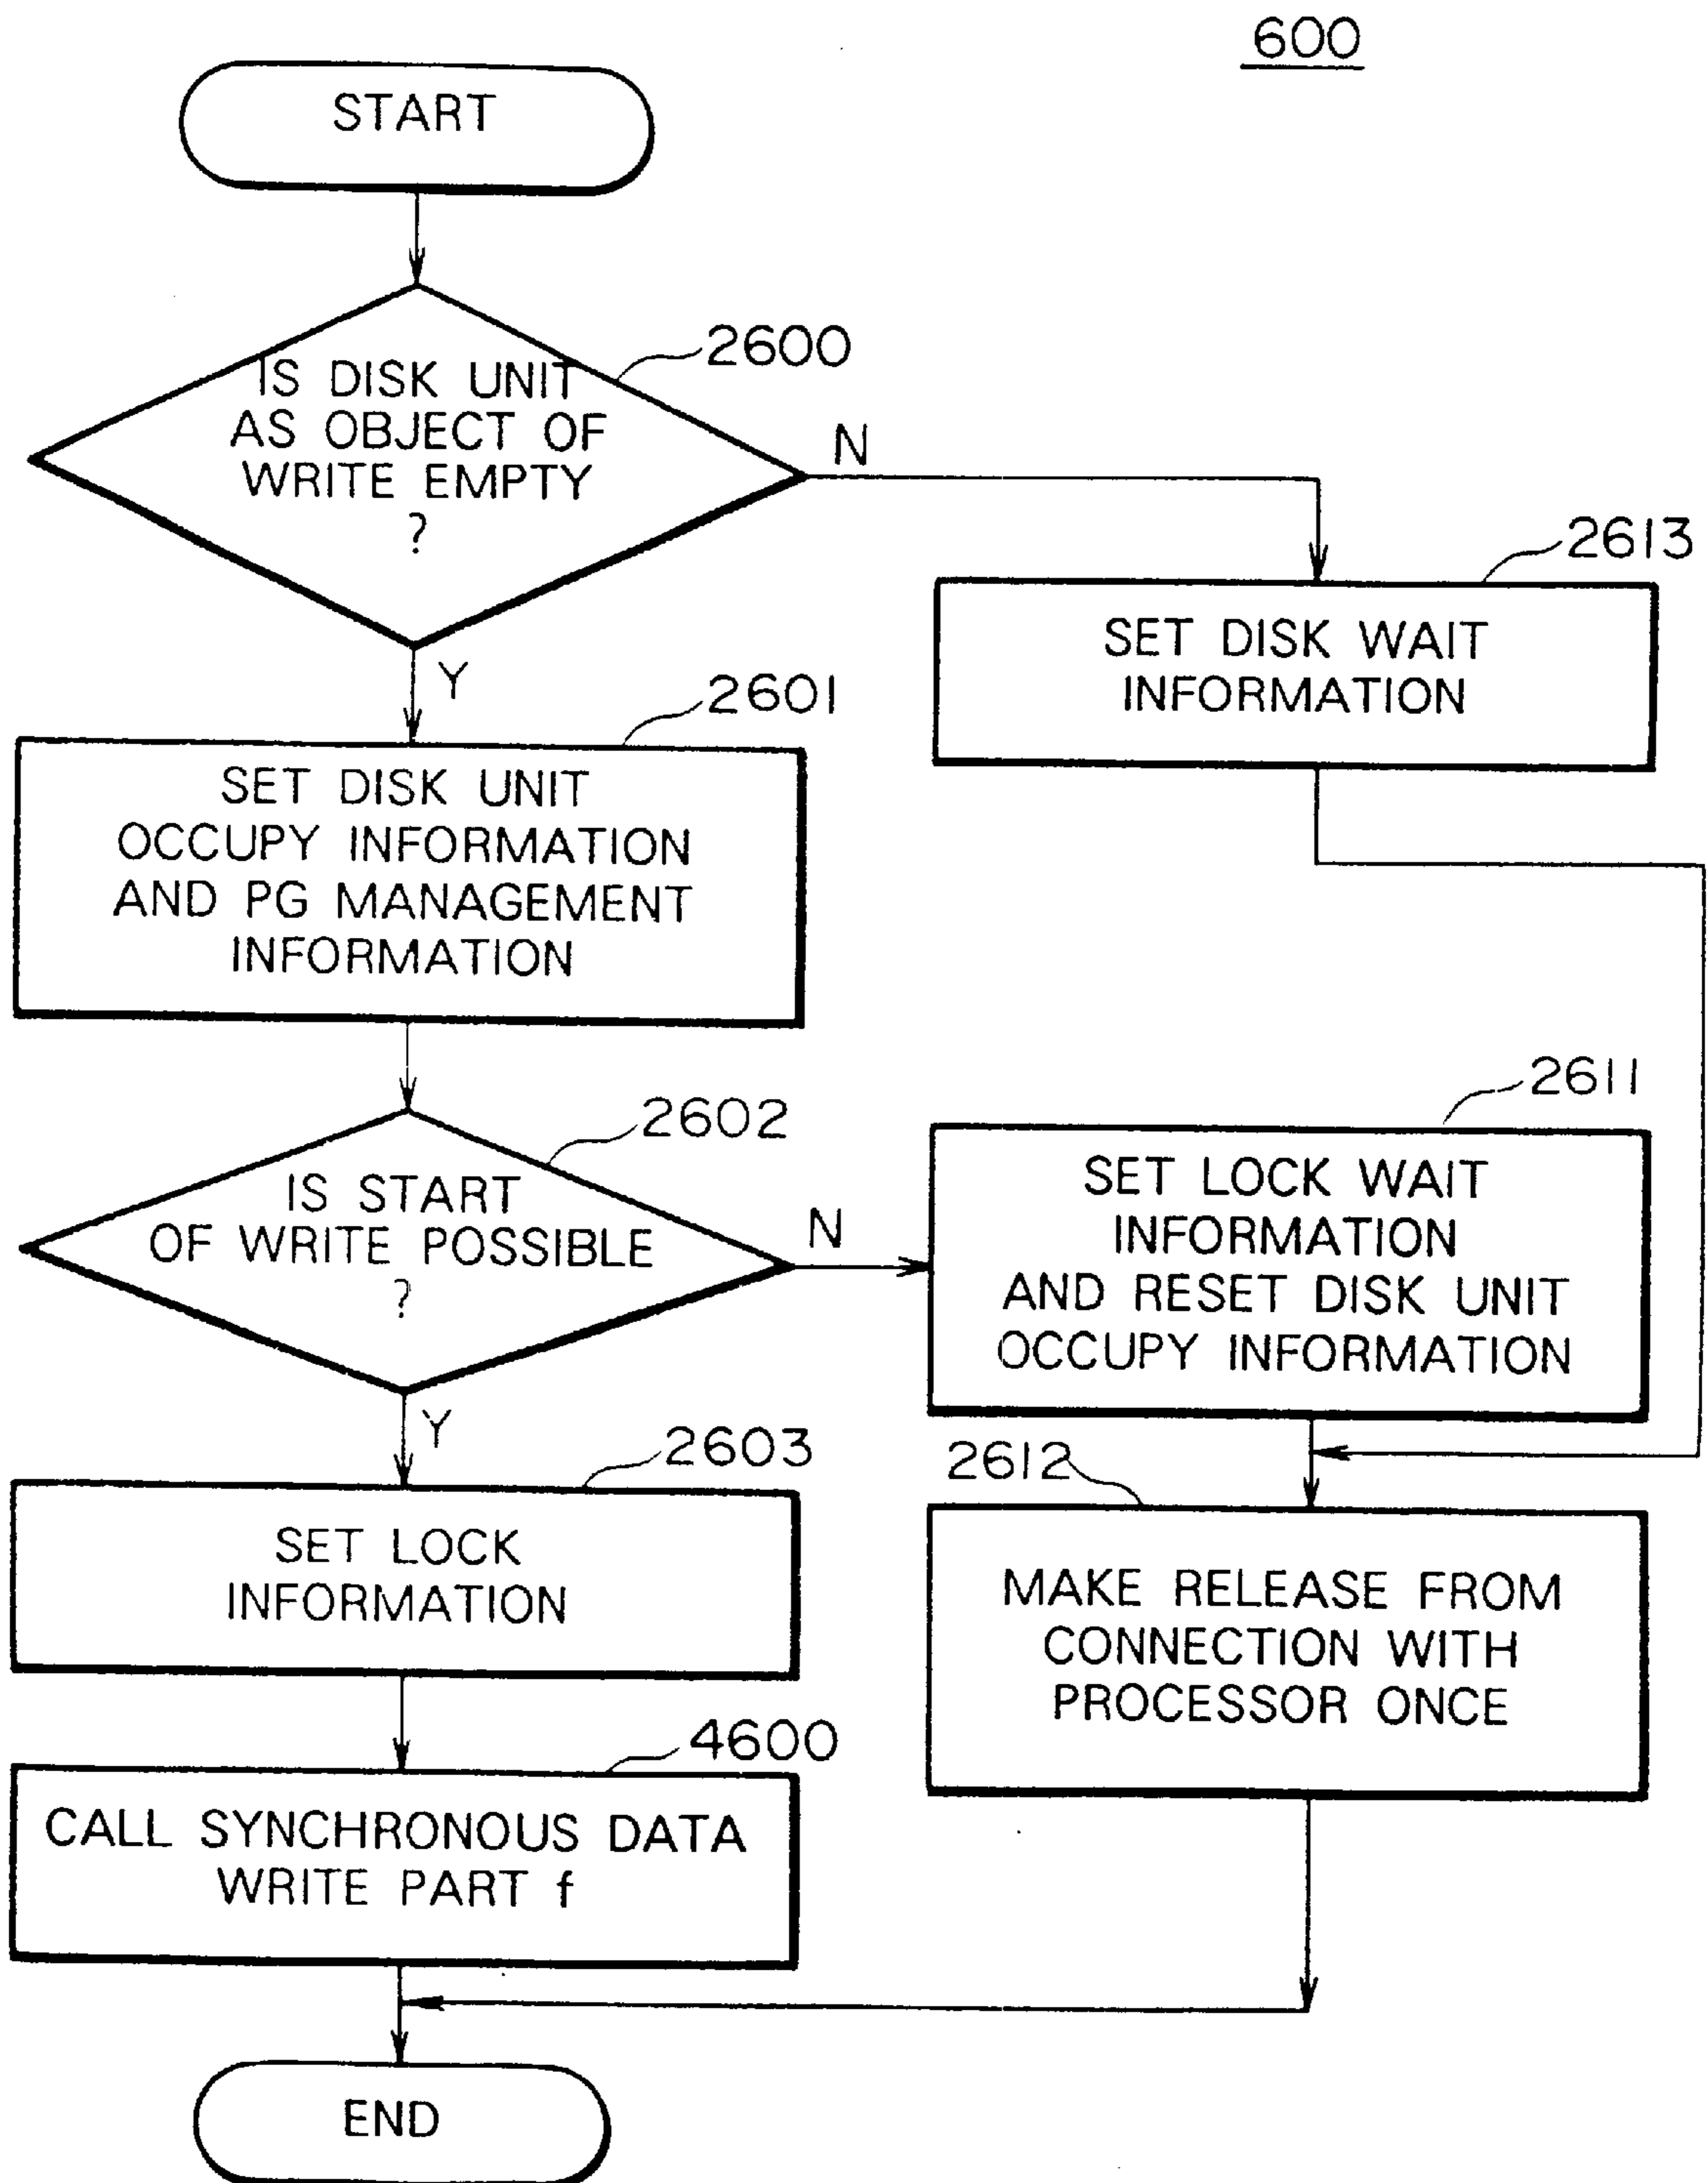 600
START
2600
IS DISK UNIT
AS OBJECT OF
WRITE EMPTY
?
N
Y
2613
SET DISK WAIT
INFORMATION
2601
SET DISK UNIT
OCCUPY INFORMATION
AND PG MANAGEMENT
INFORMATION
2602
IS START
OF WRITE POSSIBLE
?
N
Y
2611
SET LOCK WAIT
INFORMATION
AND RESET DISK UNIT
OCCUPY INFORMATION
2603
SET LOCK
INFORMATION
2612
MAKE RELEASE FROM
CONNECTION WITH
PROCESSOR ONCE
4600
CALL SYNCHRONOUS DATA
WRITE PART f
END